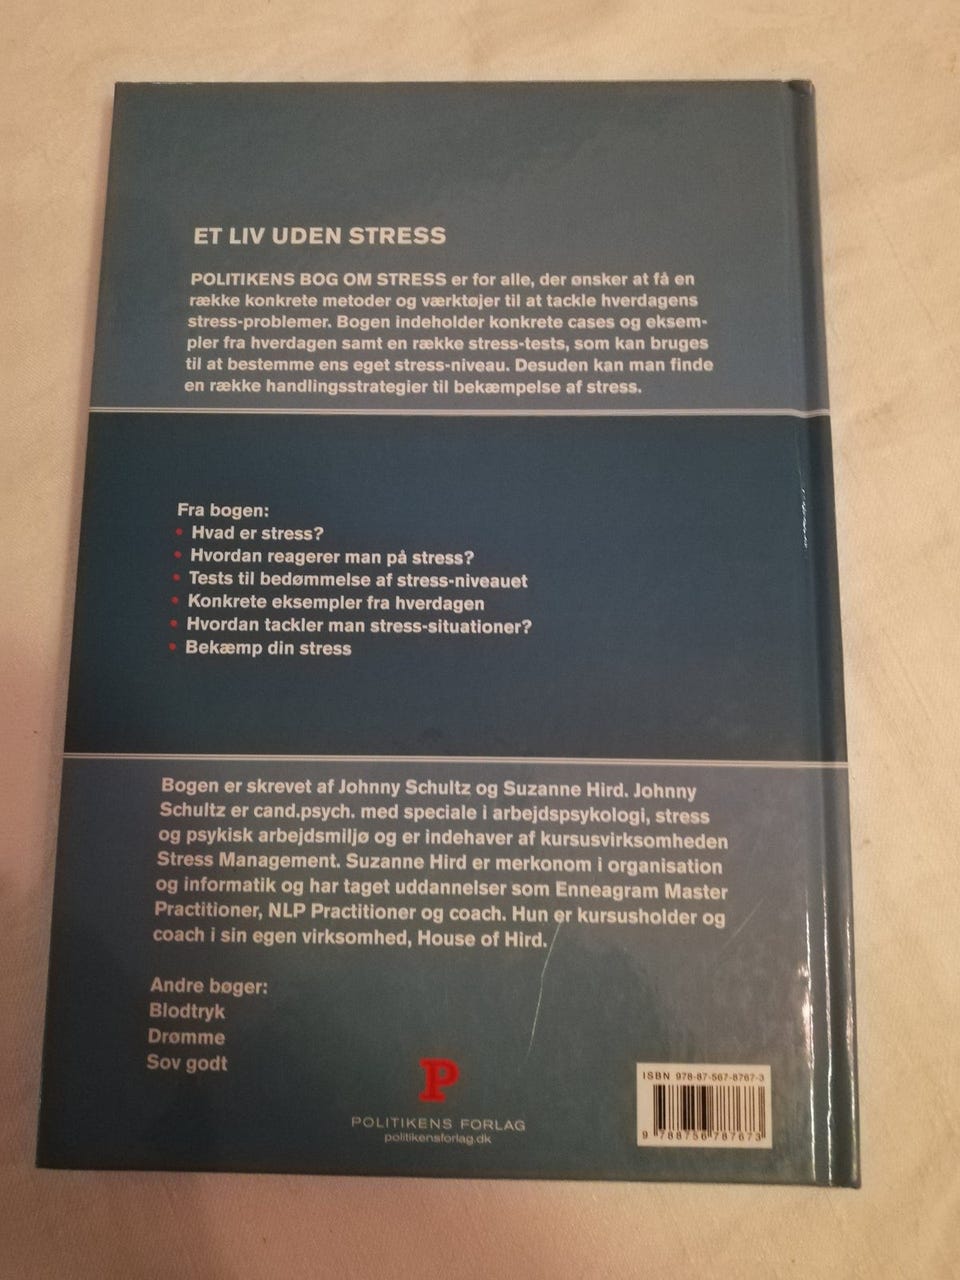 ET LIV UDEN STRESS
POLITIKENS BOG OM STRESS er for alle, der ønsker at få en
række konkrete metoder og værktøjer til at tackle hverdagens
stress-problemer. Bogen indeholder konkrete cases og eksem-
pler fra hverdagen samt en række stress-tests, som kan bruges
til at bestemme ens eget stress-niveau. Desuden kan man finde
en række handlingsstrategier til bekæmpelse af stress.
Fra bogen:
• Hvad er stress?
• Hvordan reagerer man på stress?
• Tests til bedømmelse af stress-niveauet
• Konkrete eksempler fra hverdagen
• Hvordan tackler man stress-situationer?
• Bekæmp din stress
Bogen er skrevet af Johnny Schultz og Suzanne Hird. Johnny
Schultz er cand.psych. med speciale i arbejdspsykologi, stress
og psykisk arbejdsmiljø og er indehaver af kursusvirksomheden
Stress Management. Suzanne Hird er merkonom i organisation
og informatik og har taget uddannelser som Enneagram Master
Practitioner, NLP Practitioner og coach. Hun er kursusholder og
coach i sin egen virksomhed, House of Hird.
Andre bøger:
Blodtryk
Drømme
Sov godt
P
POLITIKENS FORLAG
politikensforlag.dk
ISBN 978-87-567-8767-3
9 788756 787673